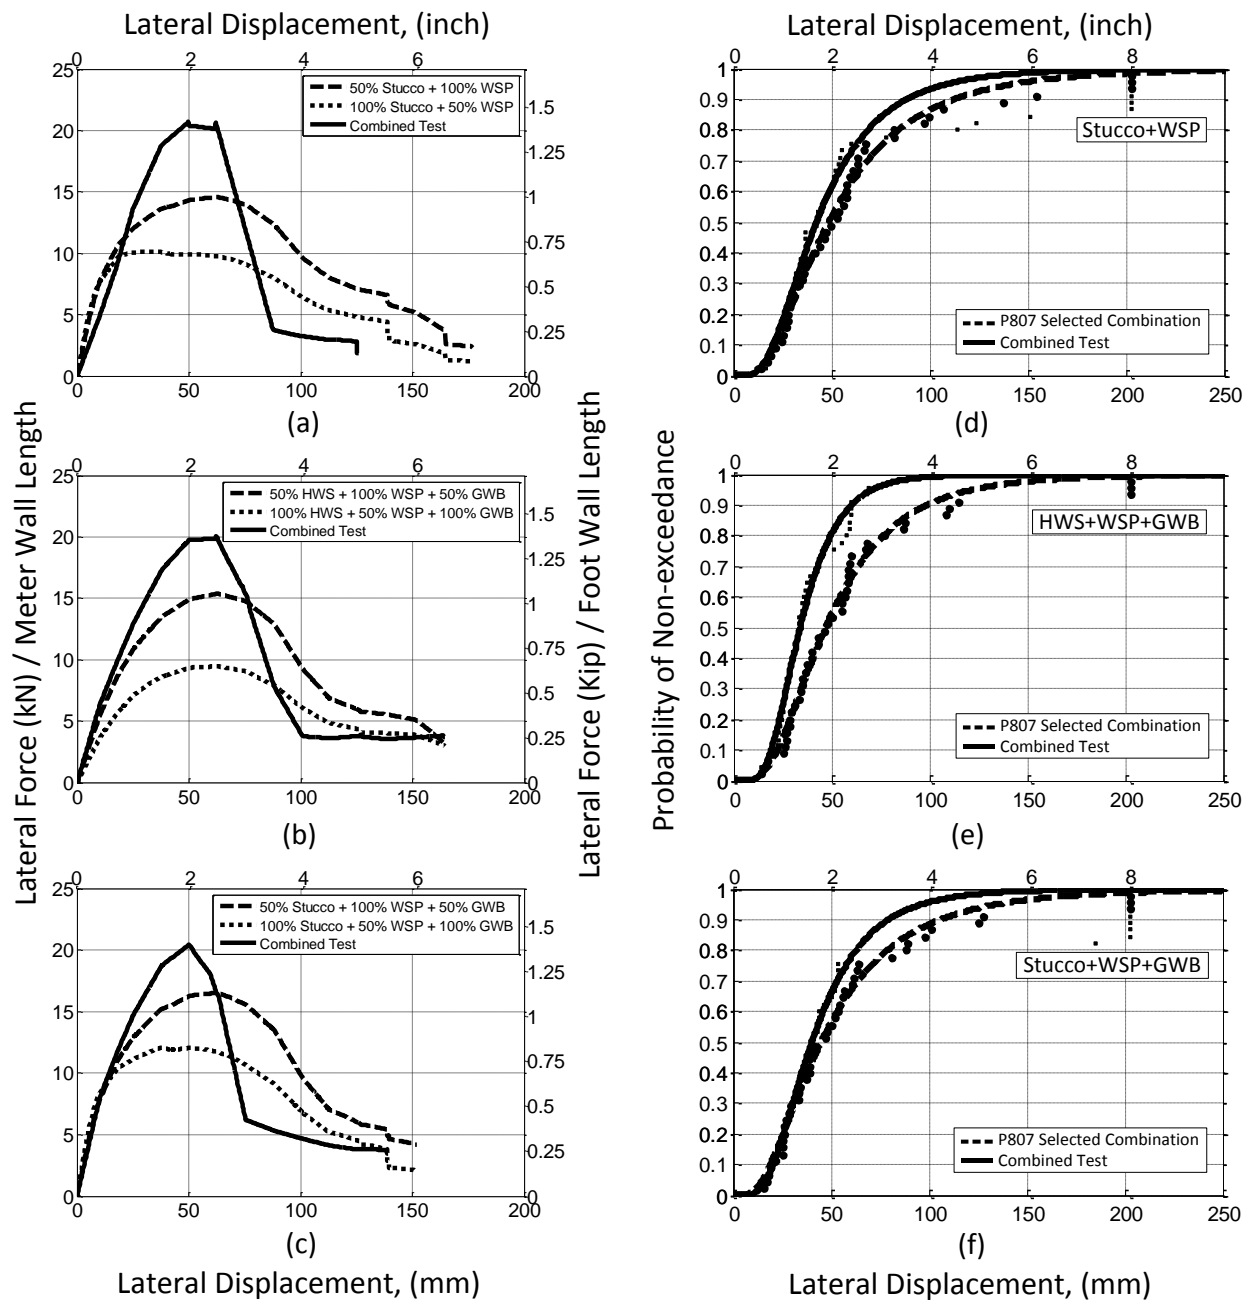 Lateral Displacement, (inch)
0 2 4 6
25
20
15
10
5
0
1.5
1.25
1
0.75
0.5
0.25
0
50% Stucco + 100% WSP
100% Stucco + 50% WSP
Combined Test
0 50 100 150 200
(a)
0 2 4 6
25
20
15
10
5
0
1.5
1.25
1
0.75
0.5
0.25
0
50% HWS + 100% WSP + 50% GWB
100% HWS + 50% WSP + 100% GWB
Combined Test
0 50 100 150 200
(b)
0 2 4 6
25
20
15
10
5
0
1.5
1.25
1
0.75
0.5
0.25
0
50% Stucco + 100% WSP + 50% GWB
100% Stucco + 50% WSP + 100% GWB
Combined Test
0 50 100 150 200
(c)
Lateral Displacement, (mm)
Lateral Force (kN) / Meter Wall Length
Lateral Force (Kip) / Foot Wall Length
Lateral Displacement, (inch)
0 2 4 6 8
1
0.9
0.8
0.7
0.6
0.5
0.4
0.3
0.2
0.1
0
Stucco+WSP
P807 Selected Combination
Combined Test
0 50 100 150 200 250
(d)
0 2 4 6 8
1
0.9
0.8
0.7
0.6
0.5
0.4
0.3
0.2
0.1
0
HWS+WSP+GWB
P807 Selected Combination
Combined Test
0 50 100 150 200 250
(e)
0 2 4 6 8
1
0.9
0.8
0.7
0.6
0.5
0.4
0.3
0.2
0.1
0
Stucco+WSP+GWB
P807 Selected Combination
Combined Test
0 50 100 150 200 250
(f)
Lateral Displacement, (mm)
Probability of Non-exeedance